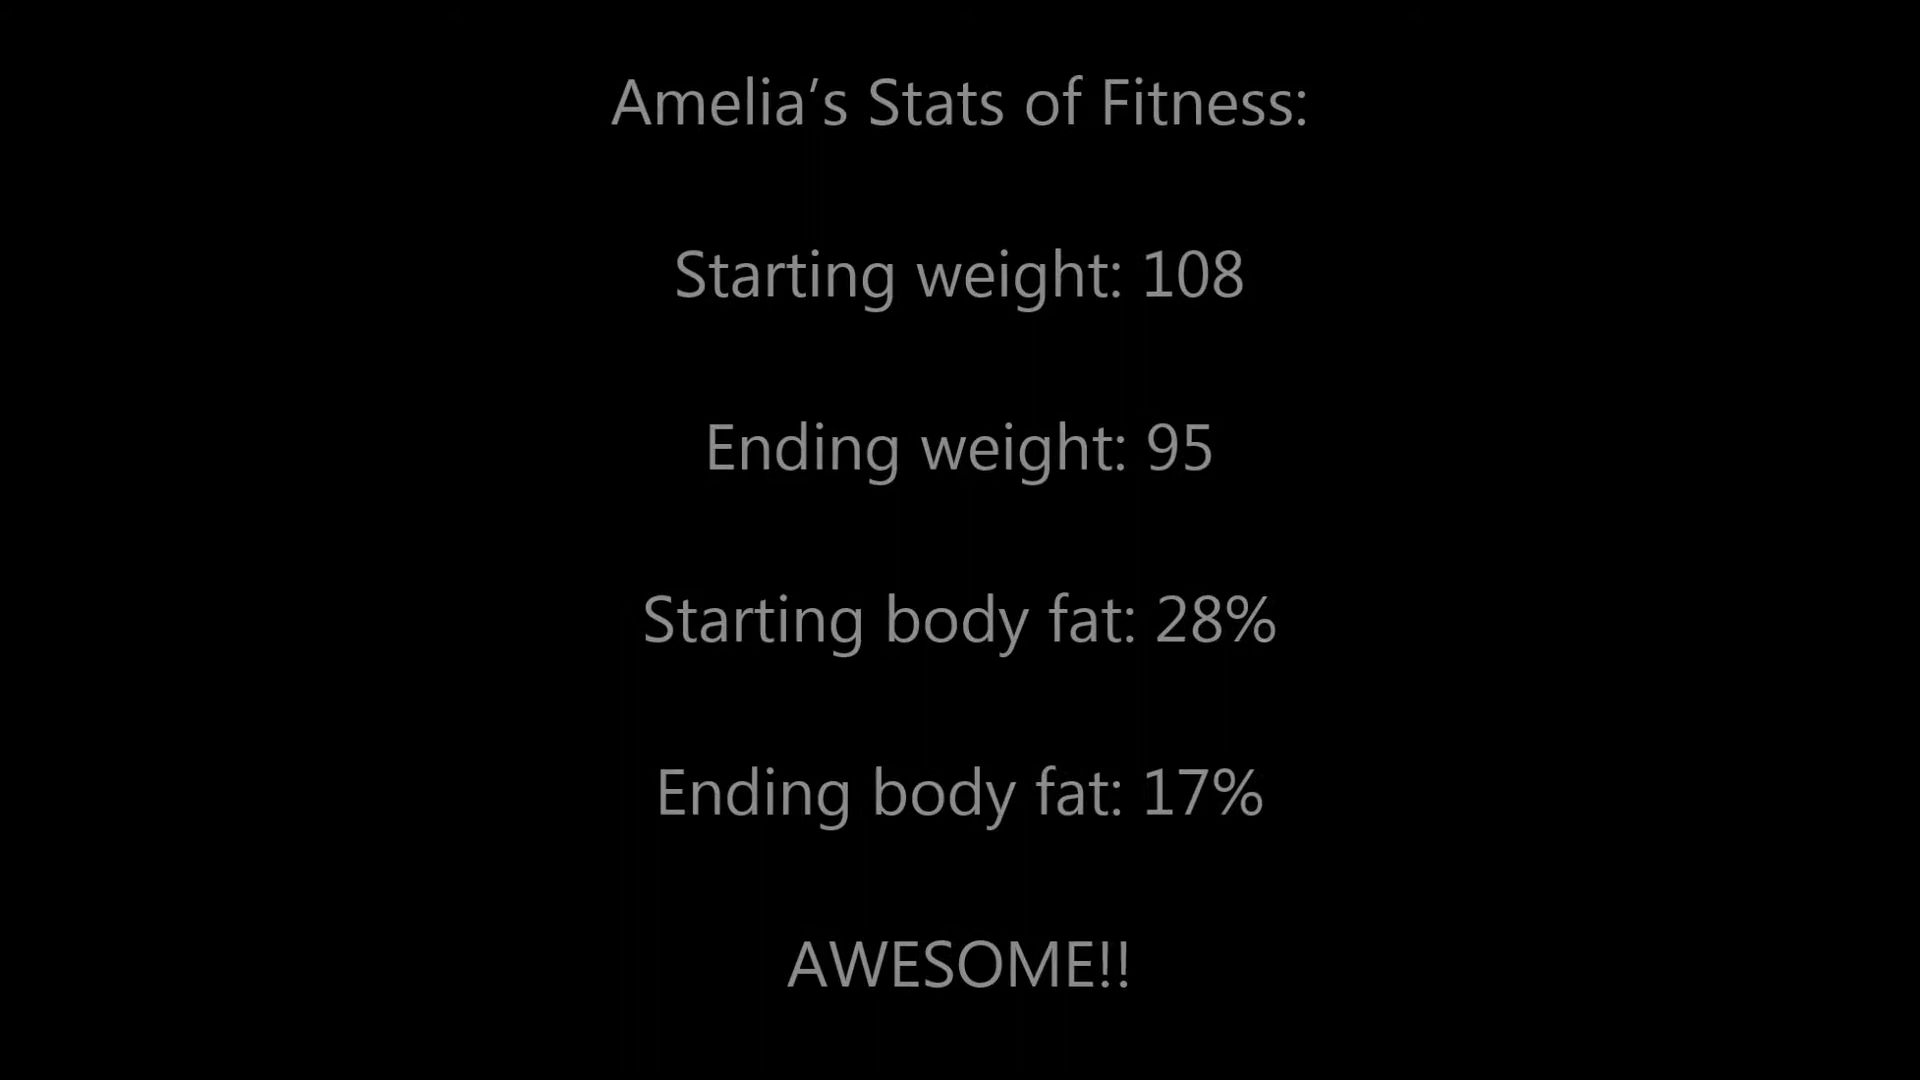 Amelia’s Stats of Fitness:
Starting weight: 108
Ending weight: 95
Starting body fat: 28%
Ending body fat: 17%
AWESOME!!